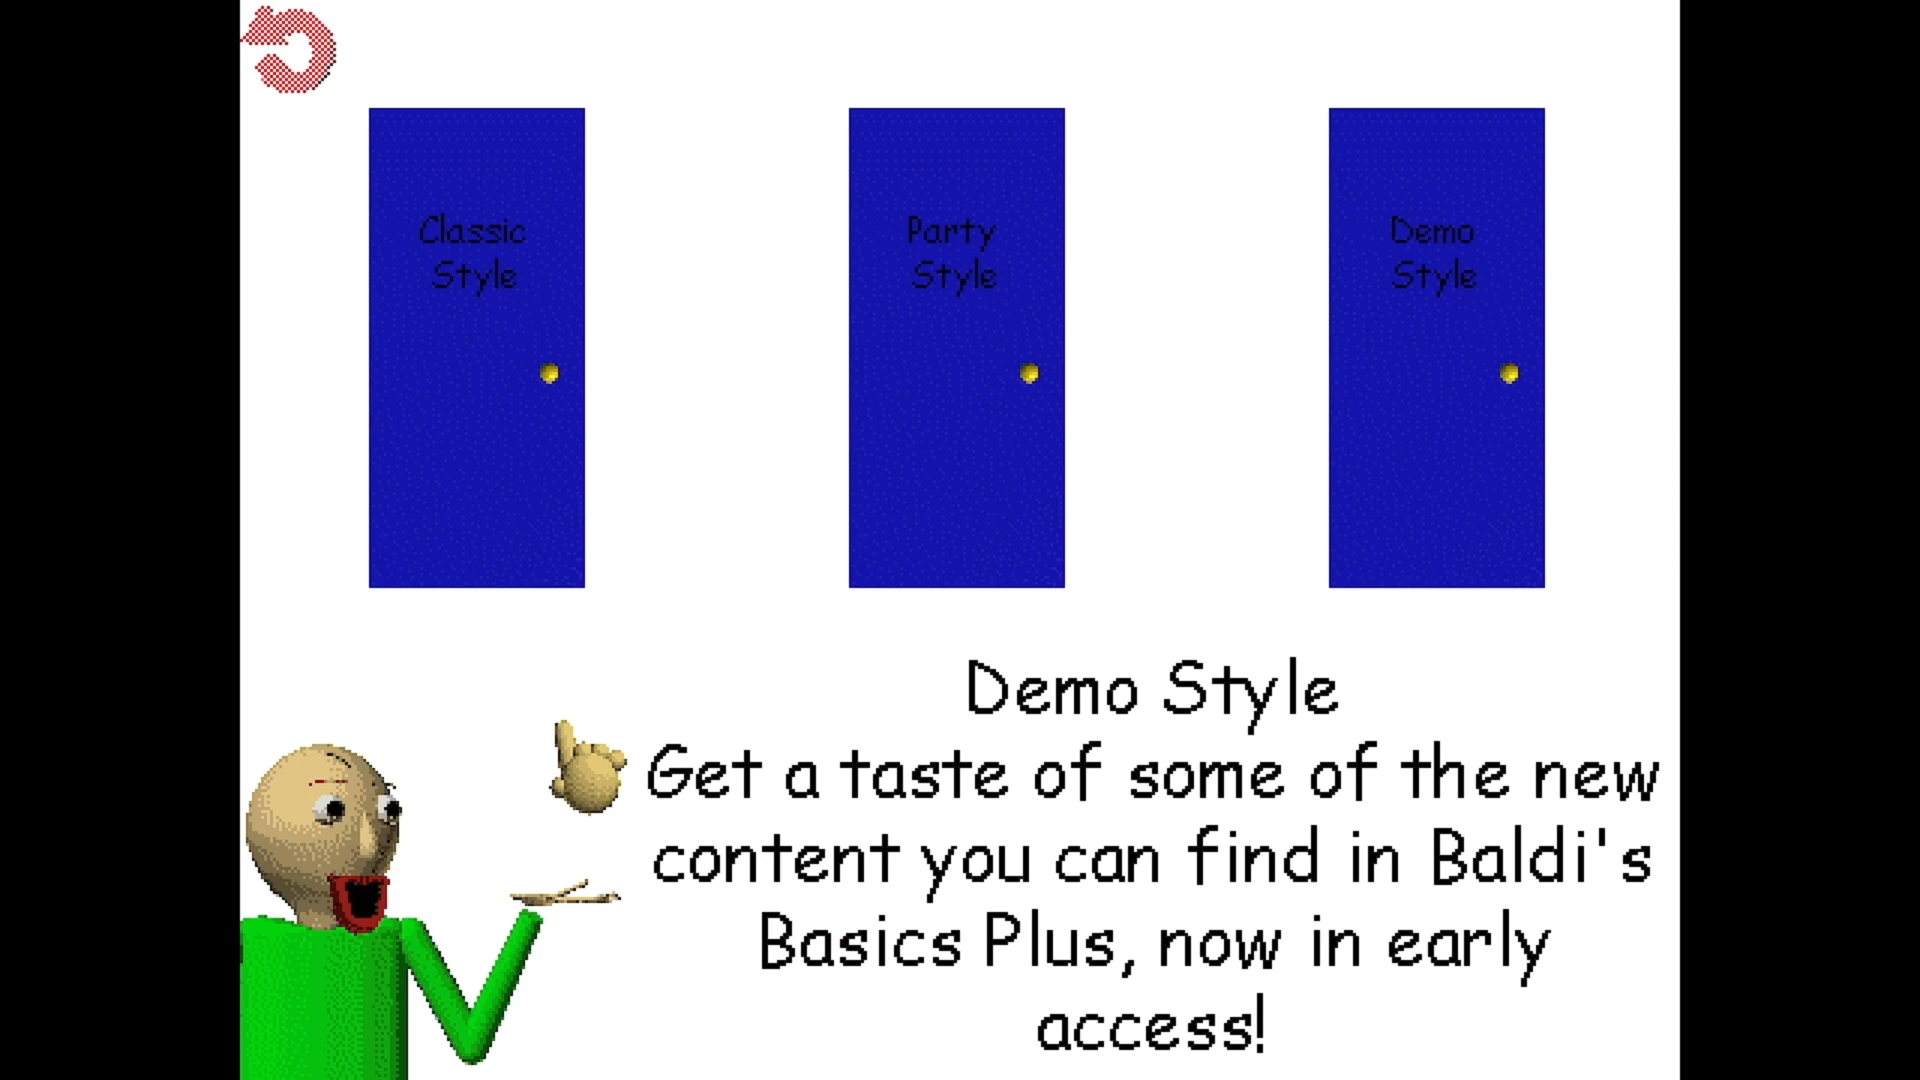 Classic
Style
Party
Style
Demo
Style
Demo Style
Get a taste of some of the new
content you can find in Baldi's
Basics Plus, now in early
access!